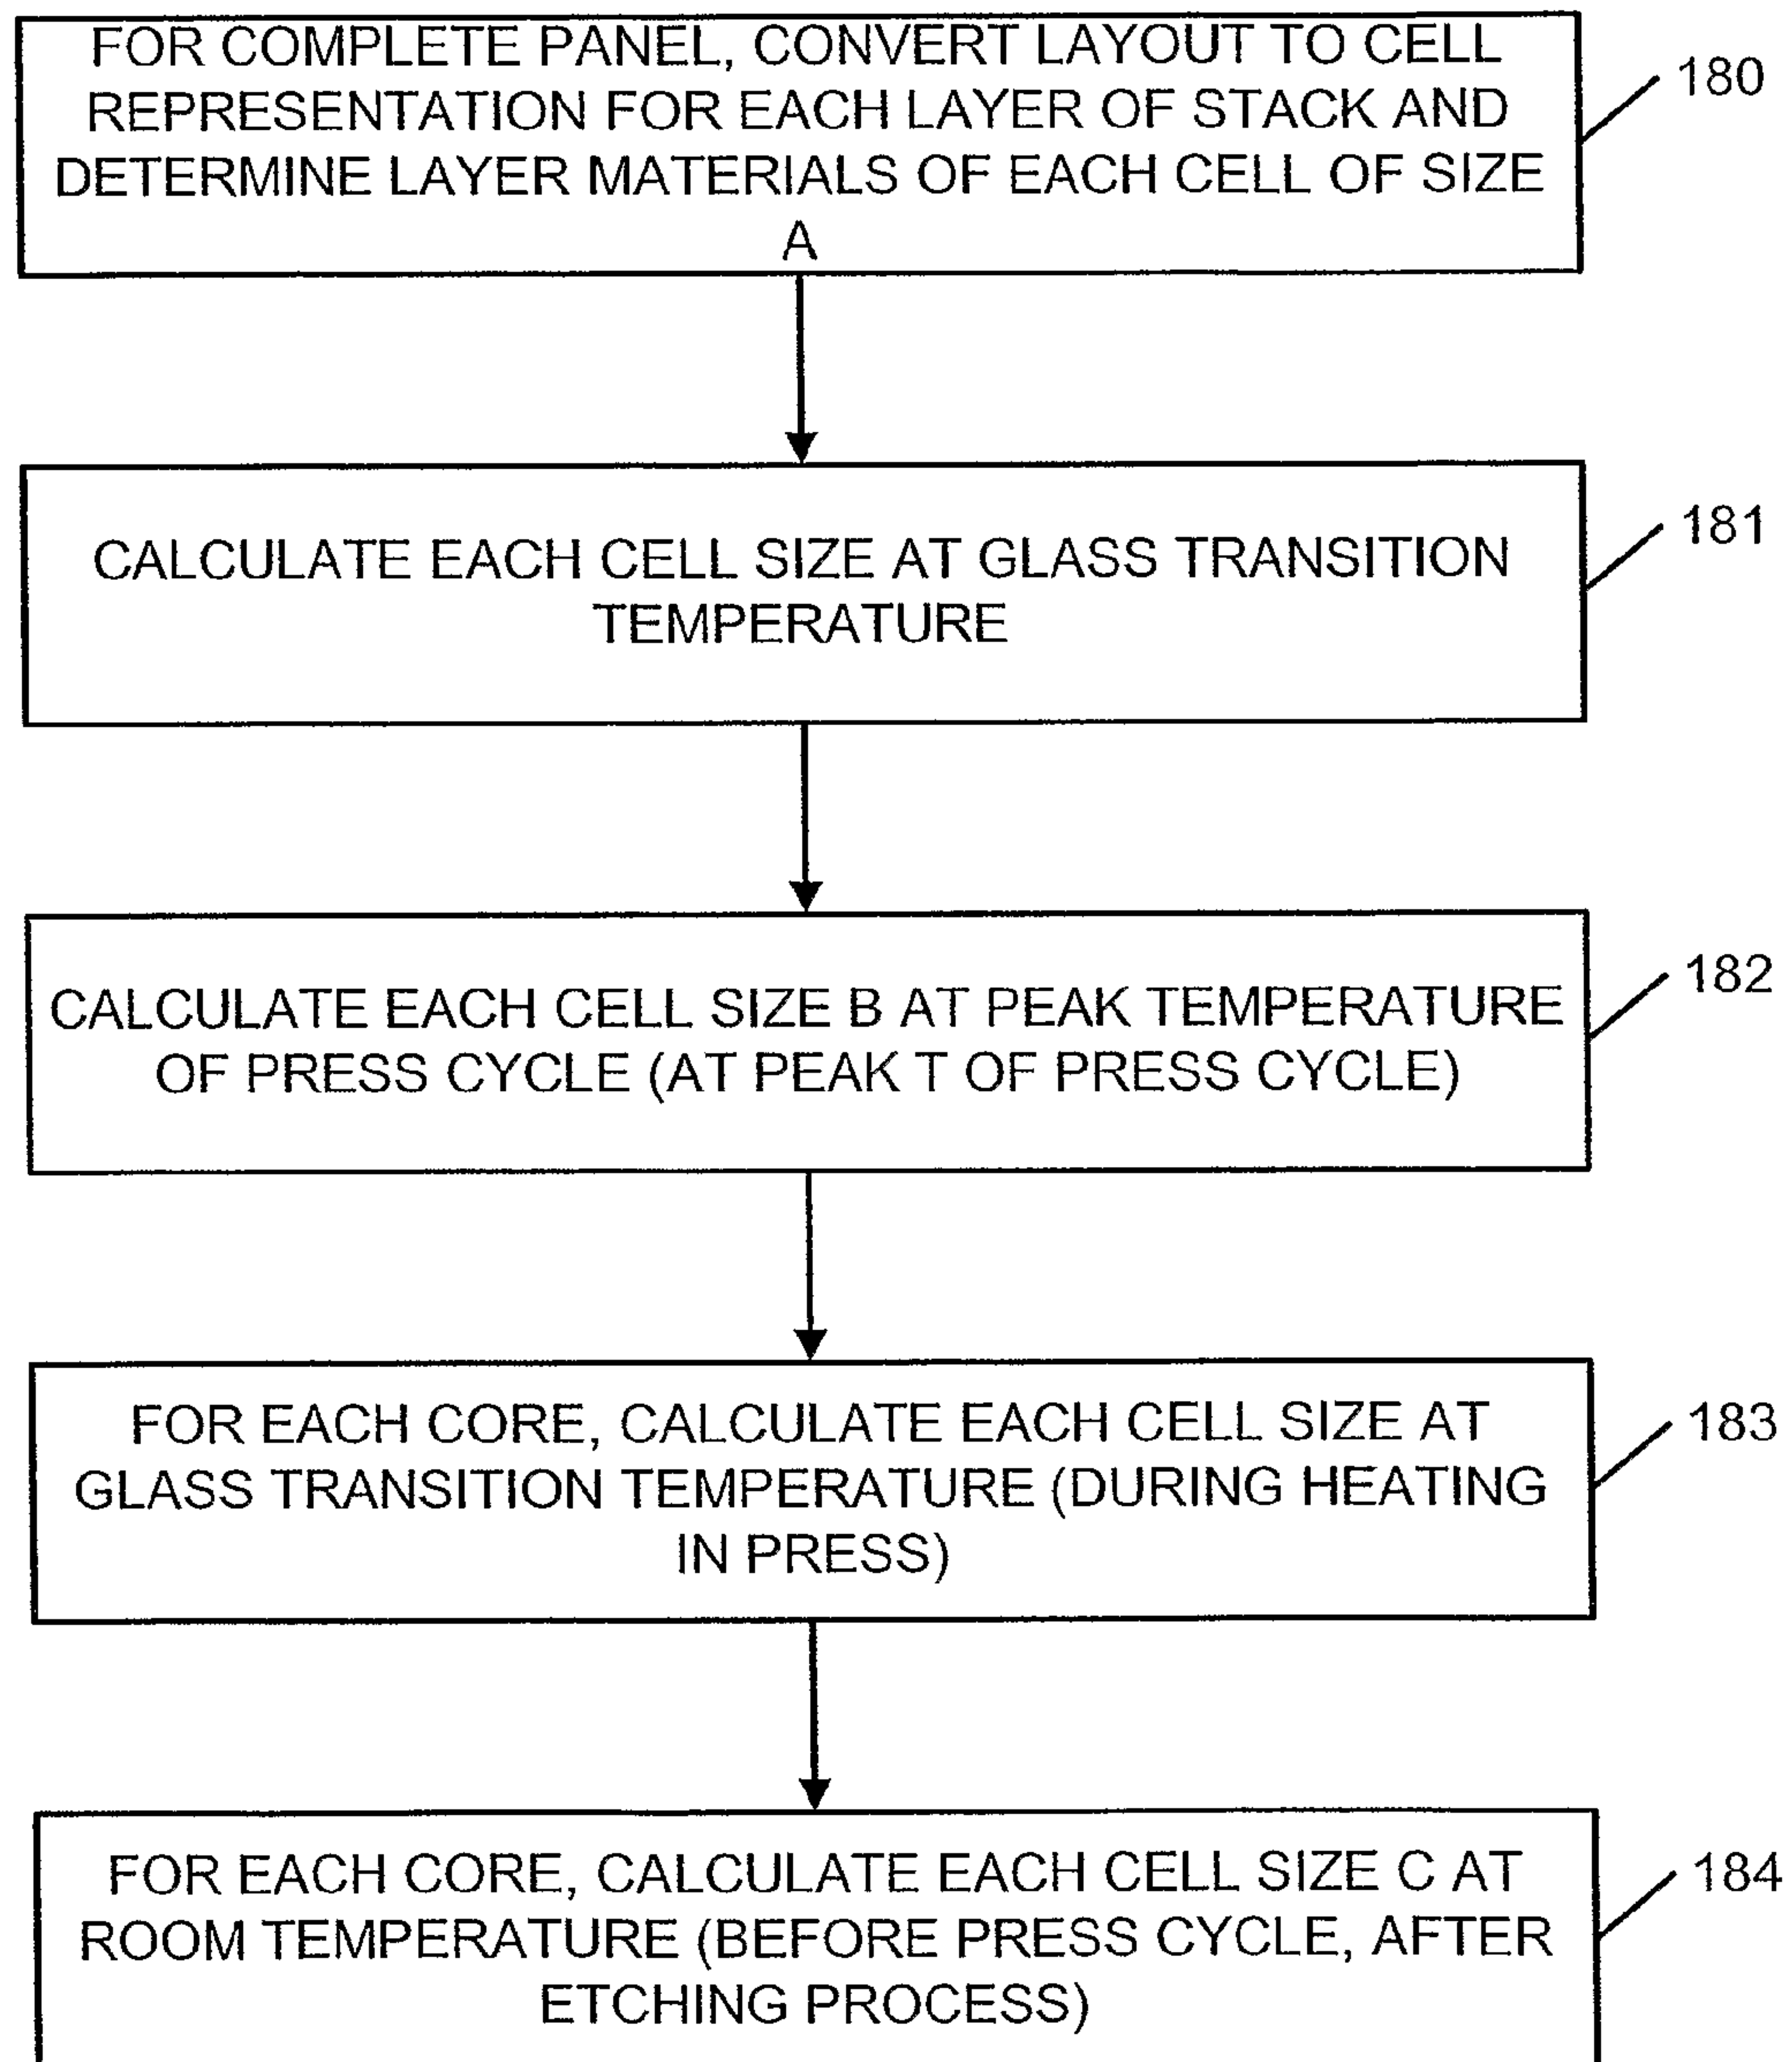 FOR COMPLETE PANEL, CONVERT LAYOUT TO CELL
REPRESENTATION FOR EACH LAYER OF STACK AND
DETERMINE LAYER MATERIALS OF EACH CELL OF SIZE
A
180
CALCULATE EACH CELL SIZE AT GLASS TRANSITION
TEMPERATURE
181
CALCULATE EACH CELL SIZE B AT PEAK TEMPERATURE
OF PRESS CYCLE (AT PEAK T OF PRESS CYCLE)
182
FOR EACH CORE, CALCULATE EACH CELL SIZE AT
GLASS TRANSITION TEMPERATURE (DURING HEATING
IN PRESS)
183
FOR EACH CORE, CALCULATE EACH CELL SIZE C AT
ROOM TEMPERATURE (BEFORE PRESS CYCLE, AFTER
ETCHING PROCESS)
184